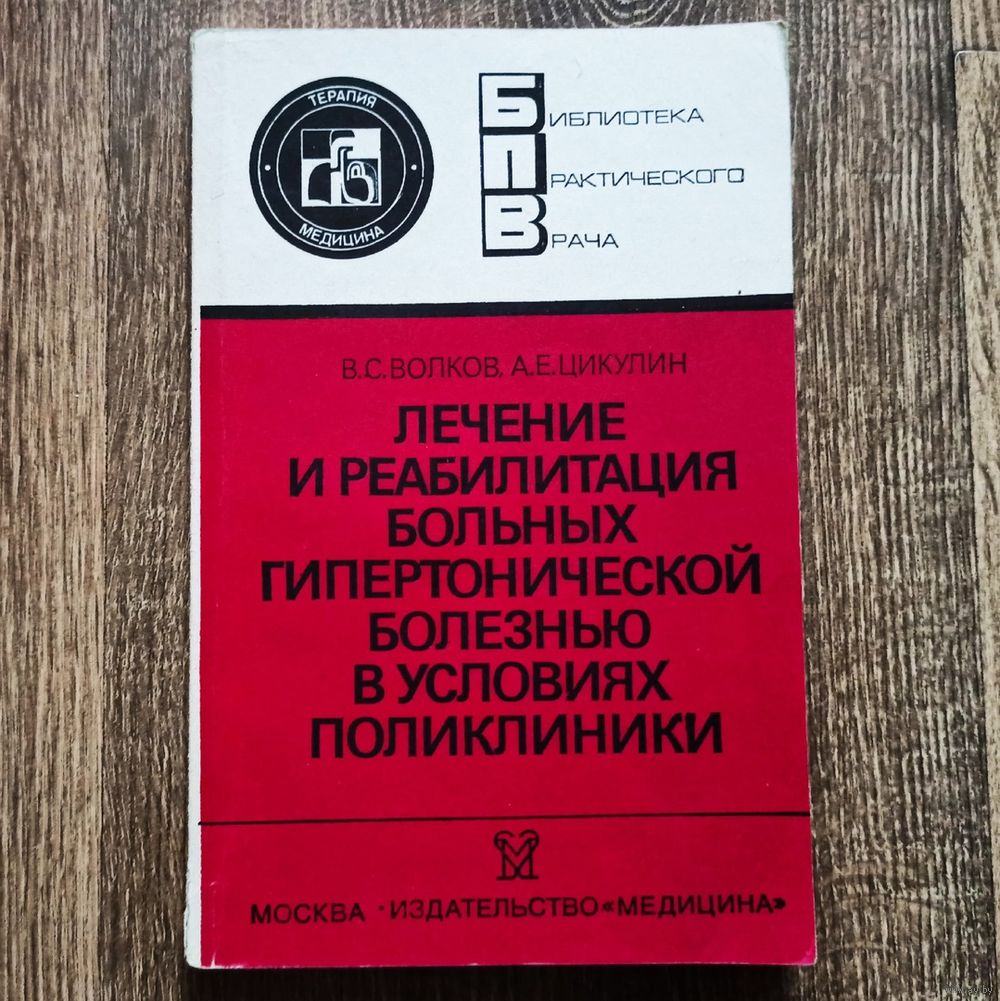 ТЕРАПИЯ
МЕДИЦИНА
БИБЛИОТЕКА
ПРАКТИЧЕСКОГО
ВРАЧА
В.С.ВОЛКОВ, А.Е.ЦИКУЛИН
ЛЕЧЕНИЕ
И РЕАБИЛИТАЦИЯ
БОЛЬНЫХ
ГИПЕРТОНИЧЕСКОЙ
БОЛЕЗНЬЮ
В УСЛОВИЯХ
ПОЛИКЛИНИКИ
М
МОСКВА · ИЗДАТЕЛЬСТВО «МЕДИЦИНА»